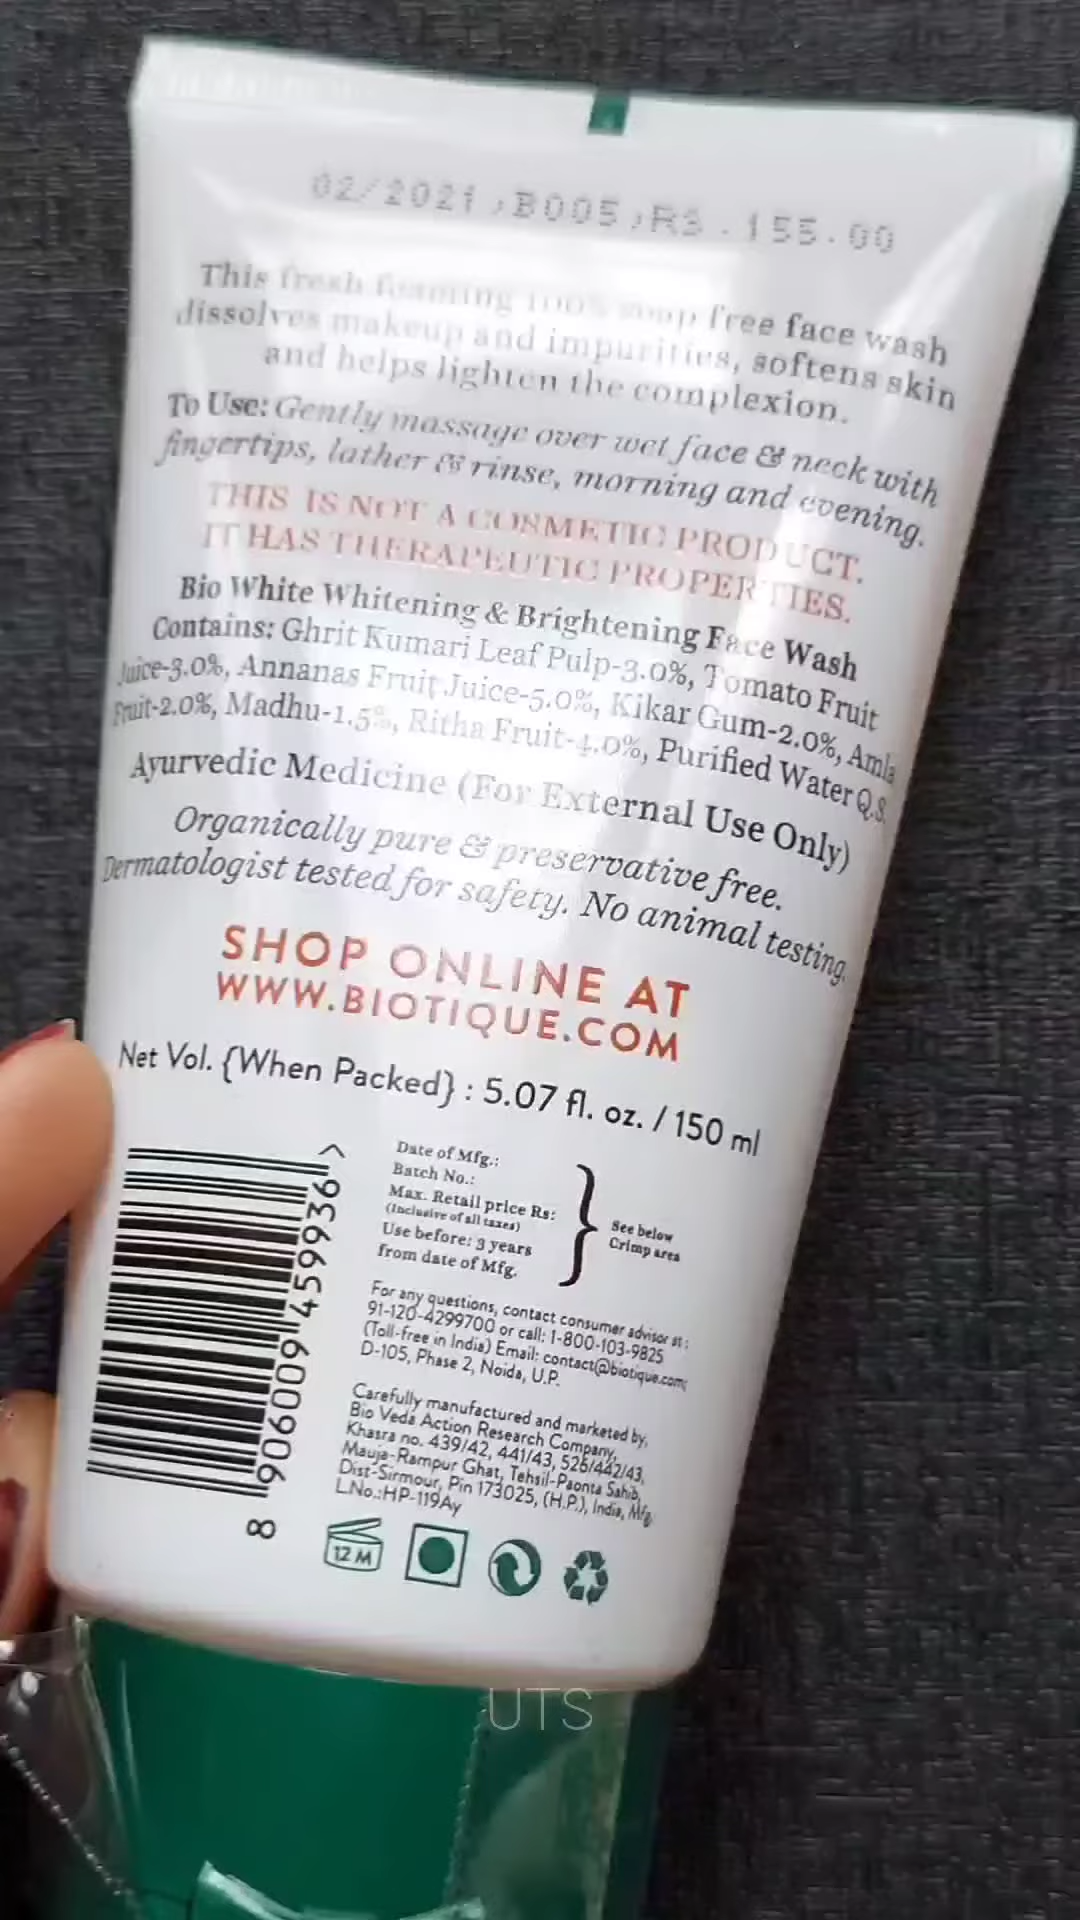 02/2021,B005,RS.155.00
This fresh foaming 100% soap free face wash
dissolves makeup and impurities, softens skin
and helps lighten the complexion.
To Use: Gently massage over wet face & neck with
fingertips, lather & rinse, morning and evening.
THIS IS NOT A COSMETIC PRODUCT.
IT HAS THERAPEUTIC PROPERTIES.
Bio White Whitening & Brightening Face Wash
Contains: Ghrit Kumari Leaf Pulp-3.0%, Tomato Fruit
Juice-3.0%, Annanas Fruit Juice-5.0%, Kikar Gum-2.0%, Amla
Fruit-2.0%, Madhu-1.5%, Ritha Fruit-4.0%, Purified Water Q.S.
Ayurvedic Medicine (For External Use Only)
Organically pure & preservative free.
Dermatologist tested for safety. No animal testing.
SHOP ONLINE AT
WWW.BIOTIQUE.COM
Net Vol. {When Packed} : 5.07 fl. oz. / 150 ml
Date of Mfg.:
Batch No.:
Max. Retail price Rs:
(Inclusive of all taxes)
Use before: 3 years
from date of Mfg.
See below
Crimp area
For any questions, contact consumer advisor at:
91-120-4299700 or call: 1-800-103-9825
(Toll-free in India) Email: contact@biotique.com;
D-105, Phase 2, Noida, U.P.
Carefully manufactured and marketed by,
Bio Veda Action Research Company,
Khasra no. 439/42, 441/43, 526/442/43,
Mauja-Rampur Ghat, Tehsil-Paonta Sahib,
Dist-Sirmour, Pin 173025, (H.P.), India, Mfg.
L.No.:HP-119Ay
8 906009 459936 >
12 M
UTS